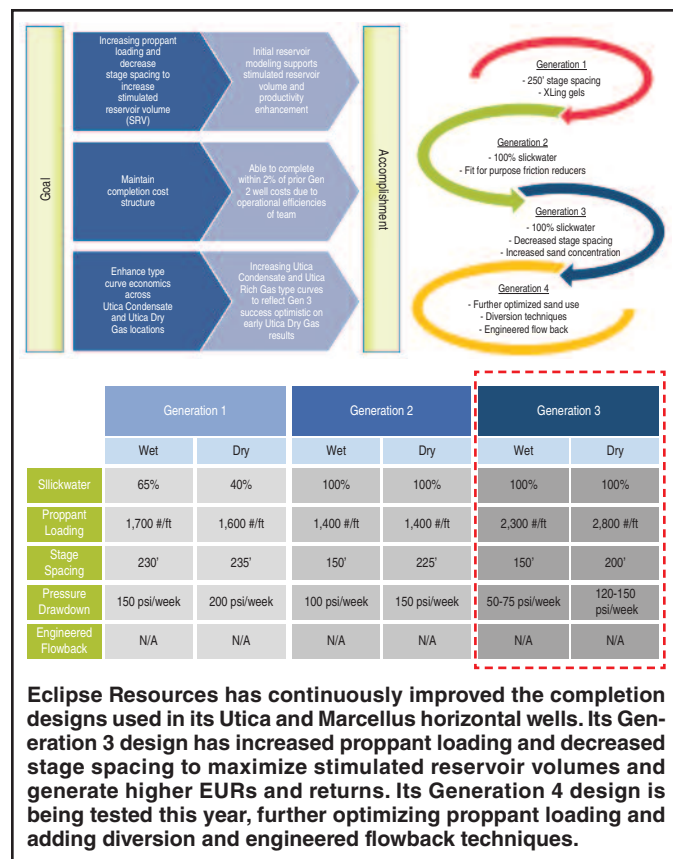 Goal
Increasing proppant
loading and
decrease
stage spacing to
increase
stimulated
reservoir volume
(SRV)
Initial reservoir
modeling supports
stimulated reservoir
volume and
productivity
enhancement
Maintain
completion cost
structure
Able to complete
within 2% of prior Gen
2 well costs due to
operational efficiencies
of team
Enhance type
curve economics
across
Utica Condensate
and Utica Dry
Gas locations
Increasing Utica
Condensate and Utica
Rich Gas type curves
to reflect Gen 3
success optimistic on
early Utica Dry Gas
results
Accomplishment
Generation 1
- 250' stage spacing
- XLing gels
Generation 2
- 100% slickwater
- Fit for purpose friction reducers
Generation 3
- 100% slickwater
- Decreased stage spacing
- Increased sand concentration
Generation 4
- Further optimized sand use
- Diversion techniques
- Engineered flow back
Generation 1 Generation 2 Generation 3
Wet Dry Wet Dry Wet Dry
Sllickwater 65% 40% 100% 100% 100% 100%
Proppant
Loading 1,700 #/ft 1,600 #/ft 1,400 #/ft 1,400 #/ft 2,300 #/ft 2,800 #/ft
Stage
Spacing 230' 235' 150' 225' 150' 200'
Pressure
Drawdown 150 psi/week 200 psi/week 100 psi/week 150 psi/week 50-75 psi/week 120-150
psi/week
Engineered
Flowback N/A N/A N/A N/A N/A N/A
Eclipse Resources has continuously improved the completion
designs used in its Utica and Marcellus horizontal wells. Its Gen-
eration 3 design has increased proppant loading and decreased
stage spacing to maximize stimulated reservoir volumes and
generate higher EURs and returns. Its Generation 4 design is
being tested this year, further optimizing proppant loading and
adding diversion and engineered flowback techniques.